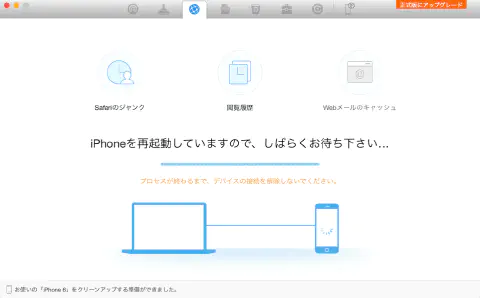 正式版にアップグレード
Safariのジャンク
閲覧履歴
Webメールのキャッシュ
iPhoneを再起動していますので、しばらくお待ち下さい...
プロセスが終わるまで、デバイスの接続を解除しないでください。
お使いの「iPhone 6」をクリーンアップする準備ができました。